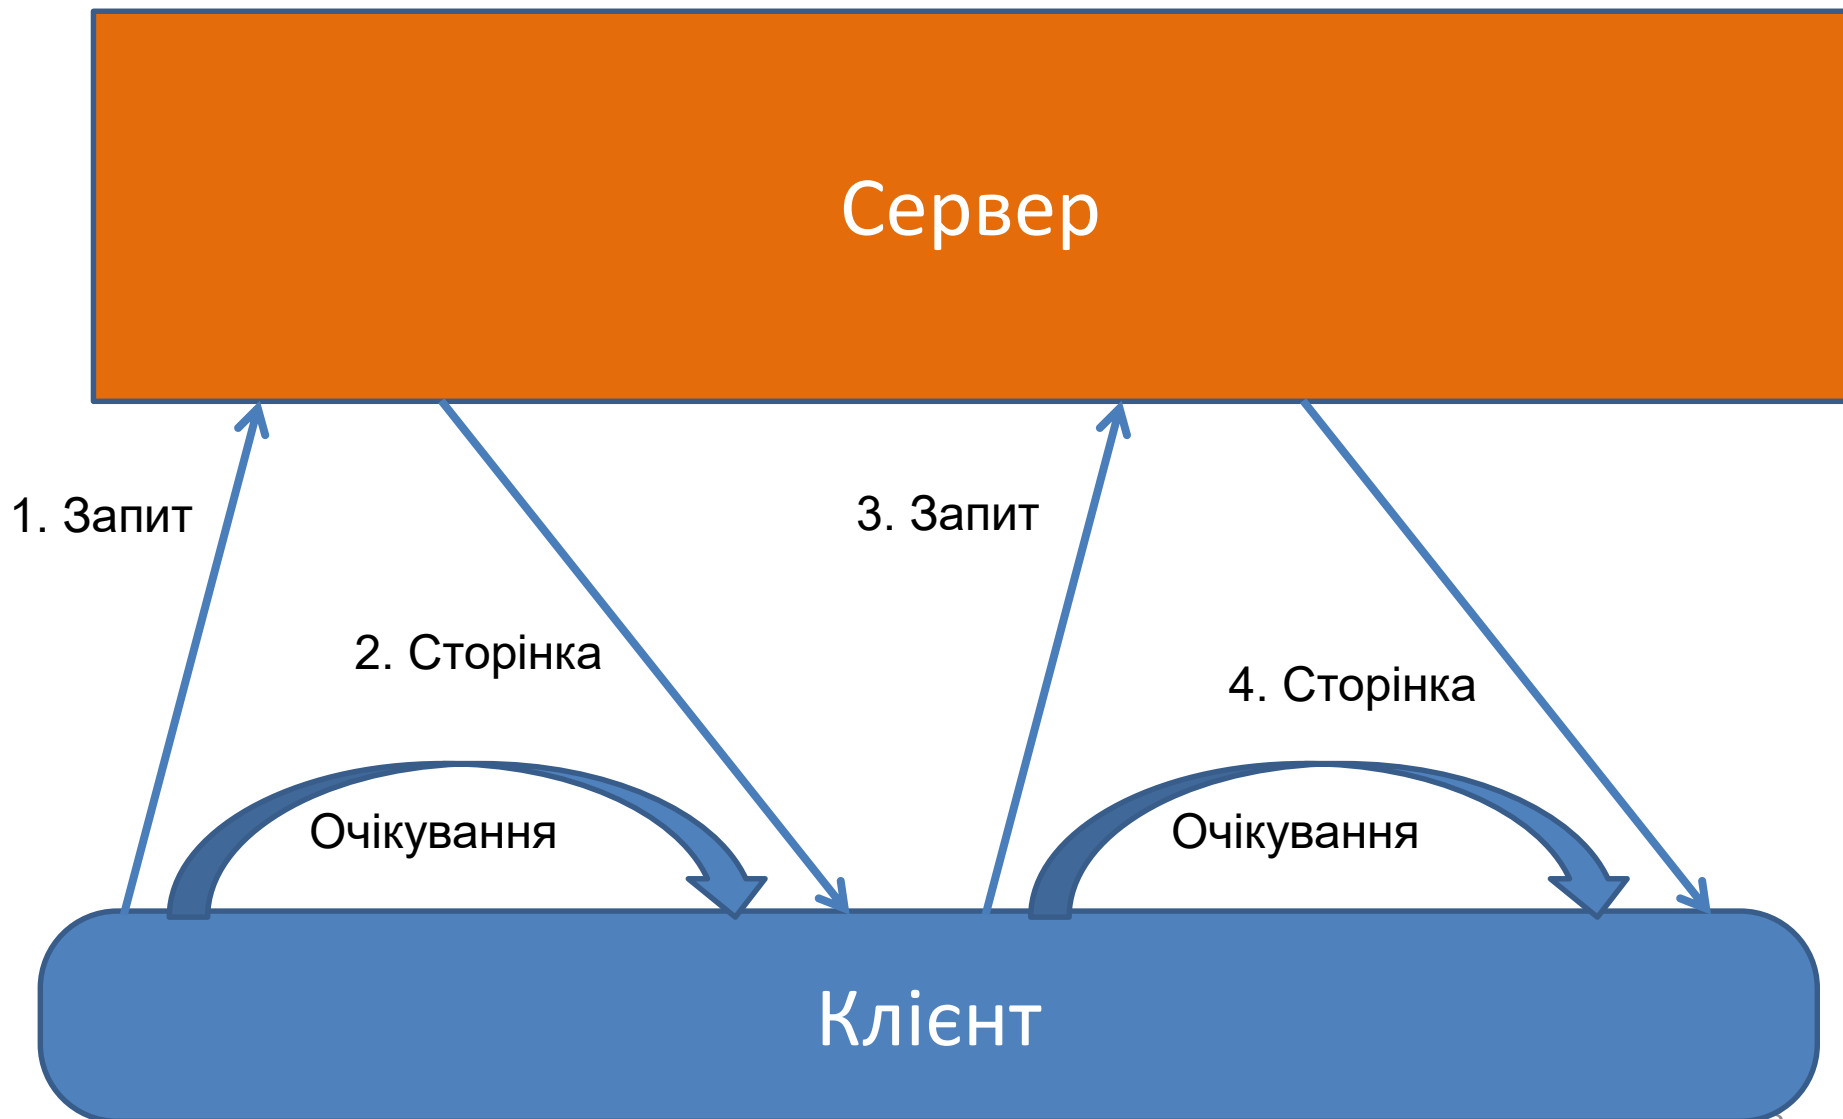 Сервер
1. Запит
3. Запит
2. Сторінка
4. Сторінка
Очікування
Очікування
Клієнт